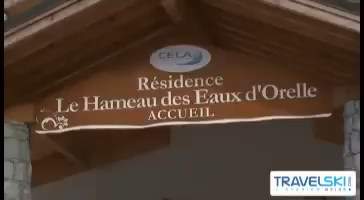 CELA
Résidence
Le Hameau des Eaux d'Orelle
ACCUEIL
TRAVELSKI